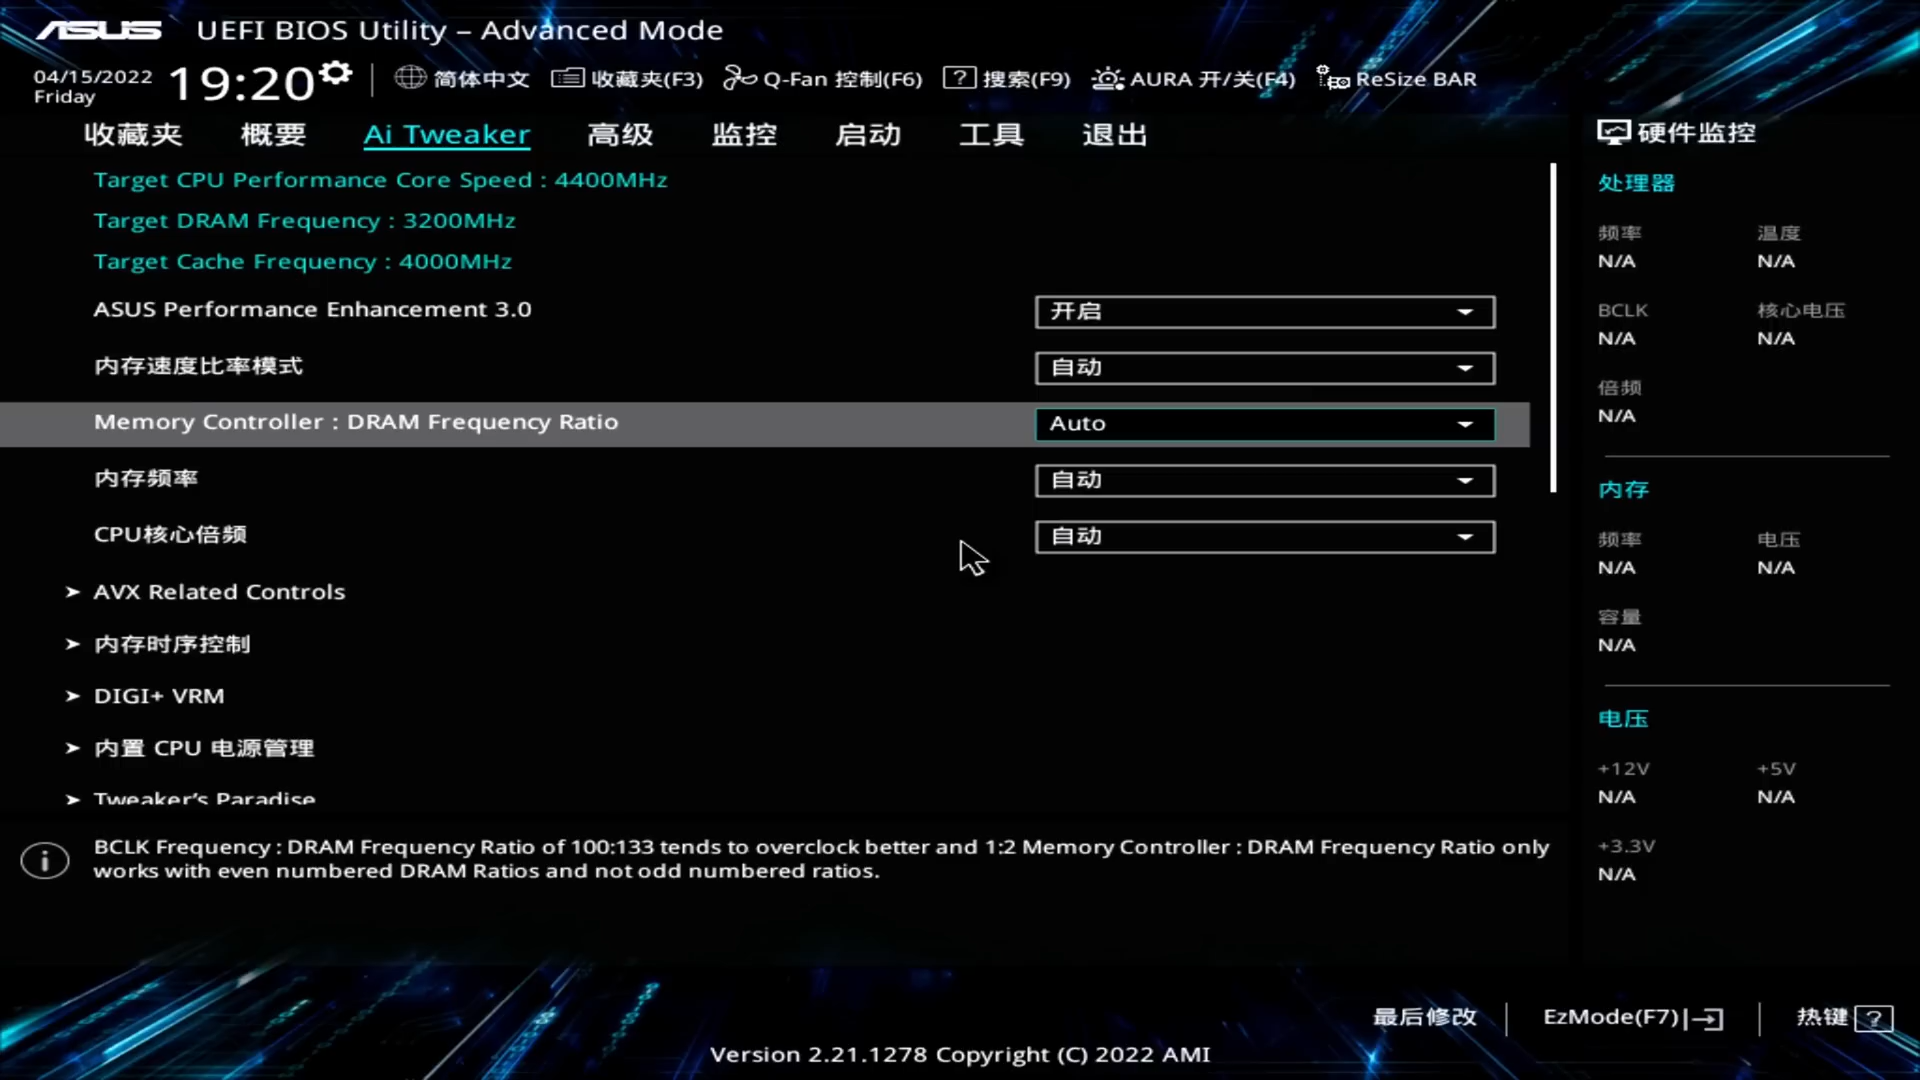 ASUS UEFI BIOS Utility – Advanced Mode
04/15/2022
Friday
19:20
简体中文 收藏夹(F3) Q-Fan 控制(F6) ? 搜索(F9) AURA 开/关(F4) ReSize BAR
收藏夹 概要 Ai Tweaker 高级 监控 启动 工具 退出
Target CPU Performance Core Speed : 4400MHz
Target DRAM Frequency : 3200MHz
Target Cache Frequency : 4000MHz
ASUS Performance Enhancement 3.0 开启
内存速度比率模式 自动
Memory Controller : DRAM Frequency Ratio Auto
内存频率 自动
CPU核心倍频 自动
AVX Related Controls
内存时序控制
DIGI+ VRM
内置 CPU 电源管理
Tweaker's Paradise
BCLK Frequency : DRAM Frequency Ratio of 100:133 tends to overclock better and 1:2 Memory Controller : DRAM Frequency Ratio only
works with even numbered DRAM Ratios and not odd numbered ratios.
硬件监控
处理器
频率 温度
N/A N/A
BCLK 核心电压
N/A N/A
倍频
N/A
内存
频率 电压
N/A N/A
容量
N/A
电压
+12V +5V
N/A N/A
+3.3V
N/A
最后修改 EzMode(F7) 热键 ?
Version 2.21.1278 Copyright (C) 2022 AMI